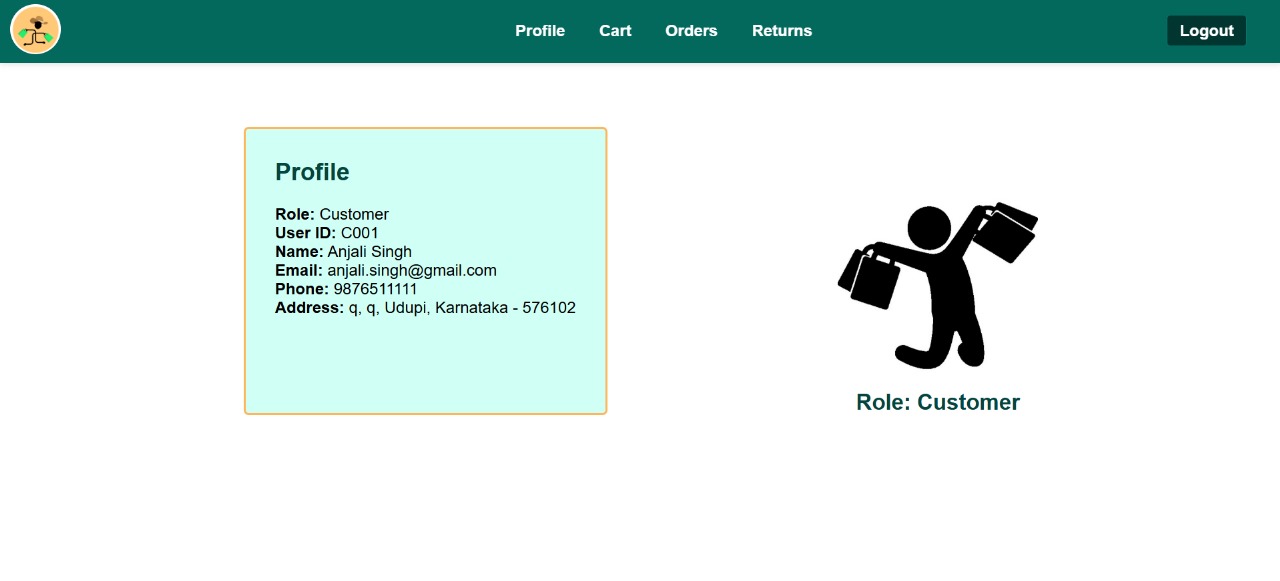 Profile Cart Orders Returns Logout
Profile
Role: Customer
User ID: C001
Name: Anjali Singh
Email: anjali.singh@gmail.com
Phone: 9876511111
Address: q, q, Udupi, Karnataka - 576102
Role: Customer